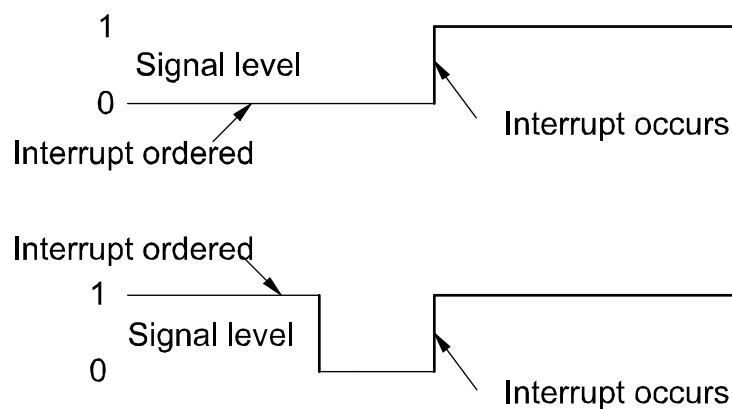 1
Signal level
0
Interrupt ordered
Interrupt occurs
Interrupt ordered
1
Signal level
0
Interrupt occurs